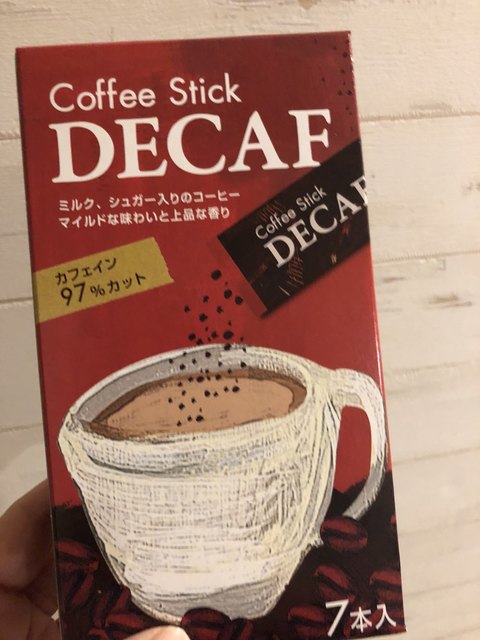 Coffee Stick
DECAF
ミルク、シュガー入りのコーヒー
マイルドな味わいと上品な香り
Coffee Stick
DECAF
カフェイン
97%カット
7本入